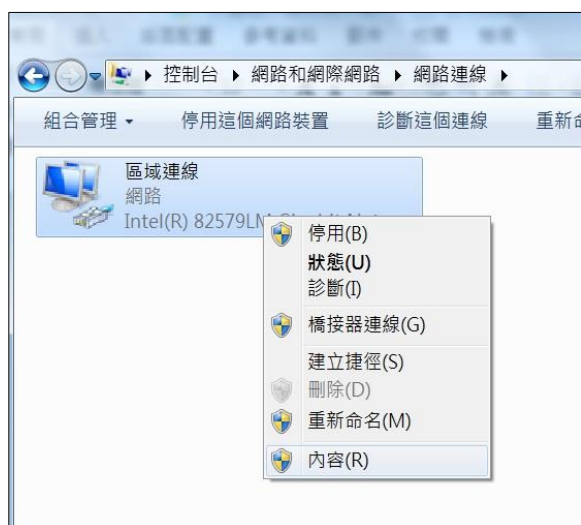 控制台 ▸ 網路和網際網路 ▸ 網路連線 ▸
組合管理 停用這個網路裝置 診斷這個連線 重新
區域連線
網路
Intel(R) 82579L
停用(B)
狀態(U)
診斷(I)
橋接器連線(G)
建立捷徑(S)
刪除(D)
重新命名(M)
內容(R)